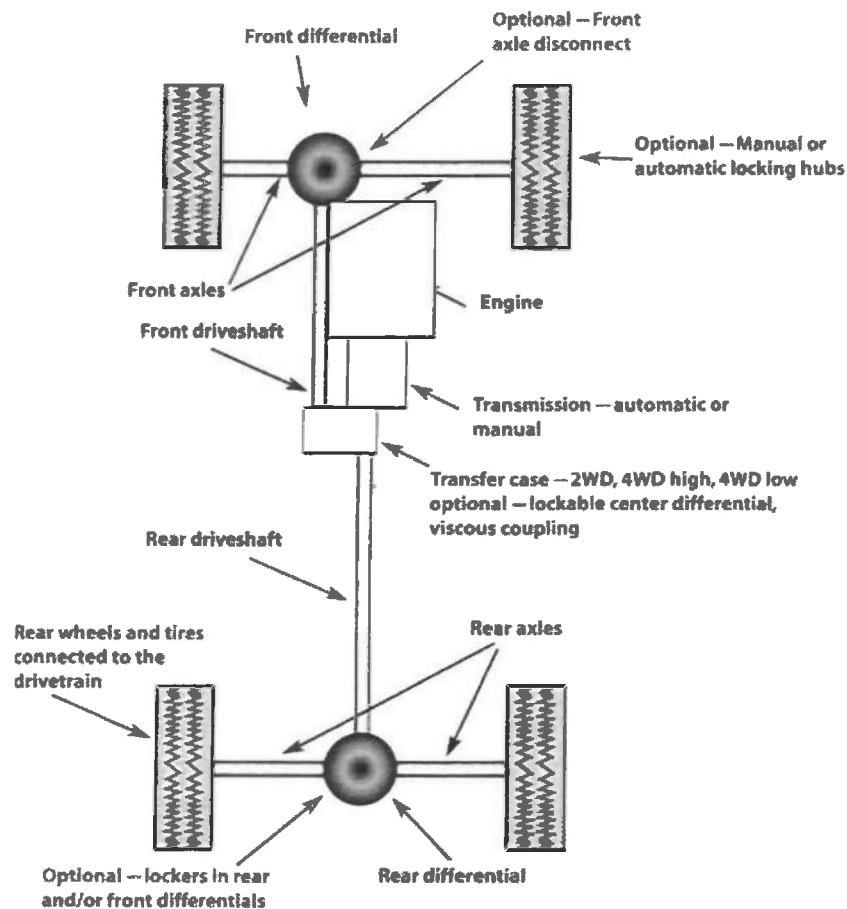 Optional – Front
axle disconnect
Front differential
Optional – Manual or
automatic locking hubs
Front axles
Engine
Front driveshaft
Transmission – automatic or
manual
Transfer case – 2WD, 4WD high, 4WD low
optional – lockable center differential,
viscous coupling
Rear driveshaft
Rear wheels and tires
connected to the
drivetrain
Rear axles
Optional – lockers in rear
and/or front differentials
Rear differential